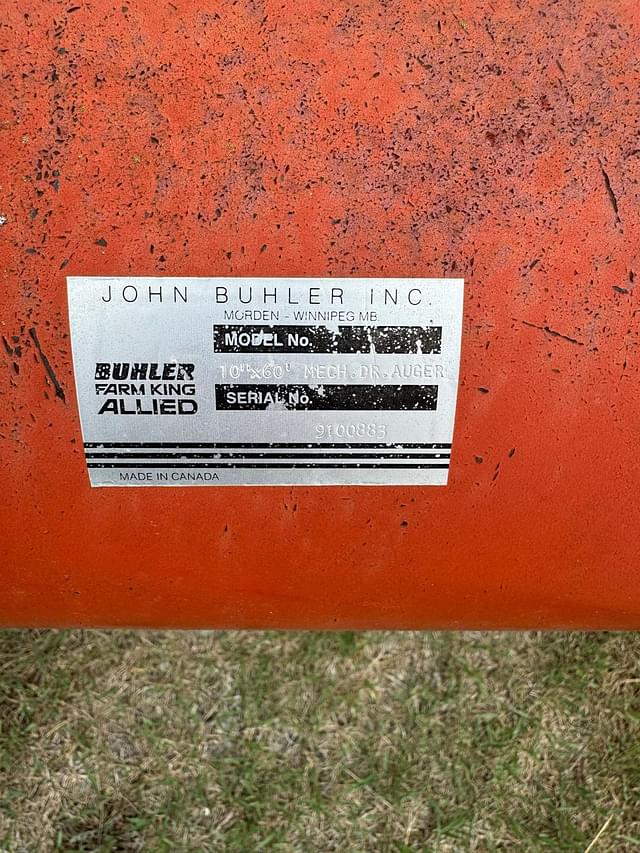 JOHN BUHLER INC.
MORDEN - WINNIPEG MB.
MODEL No.
10" x60' MECH.DR.AUGER
BUHLER
FARM KING
ALLIED
SERIAL No.
9100883
MADE IN CANADA